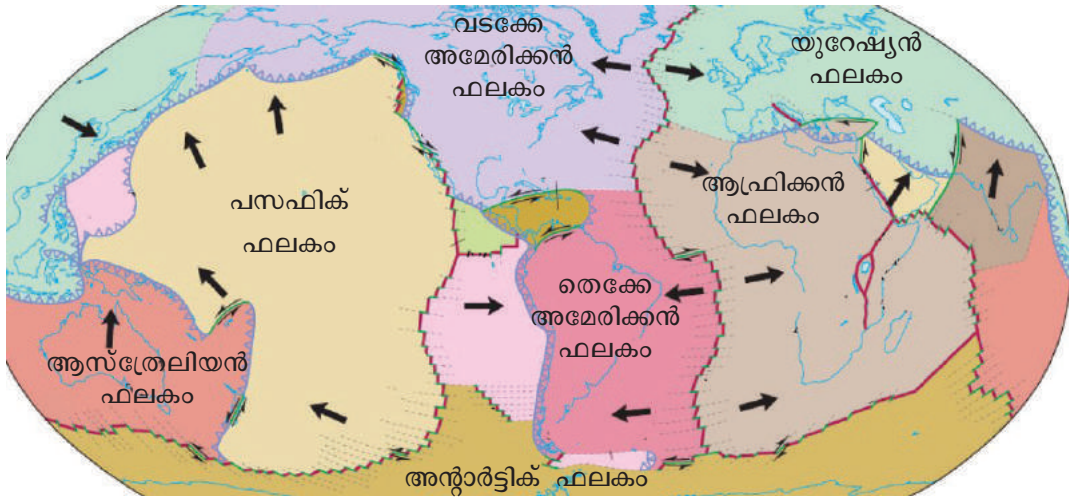 വടക്കേ
അമേരിക്കൻ
ഫലകം
യുറേഷ്യൻ
ഫലകം
പസഫിക്
ഫലകം
ആഫ്രിക്കൻ
ഫലകം
തെക്കേ
അമേരിക്കൻ
ഫലകം
ആസ്ത്രേലിയൻ
ഫലകം
അന്റാർട്ടിക് ഫലകം